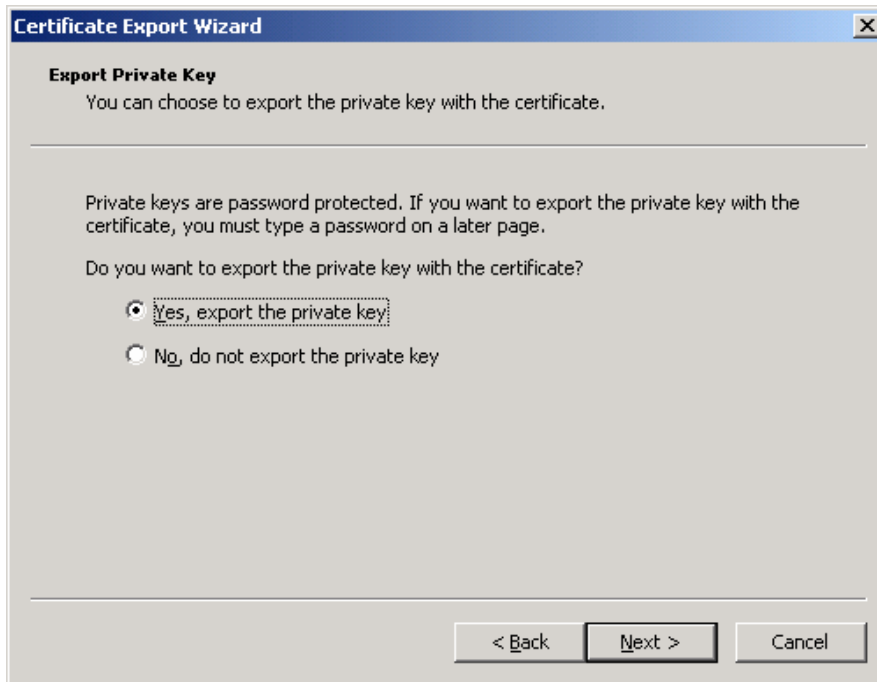 Certificate Export Wizard
Export Private Key
You can choose to export the private key with the certificate.
Private keys are password protected. If you want to export the private key with the
certificate, you must type a password on a later page.
Do you want to export the private key with the certificate?
Yes, export the private key
No, do not export the private key
< Back Next > Cancel